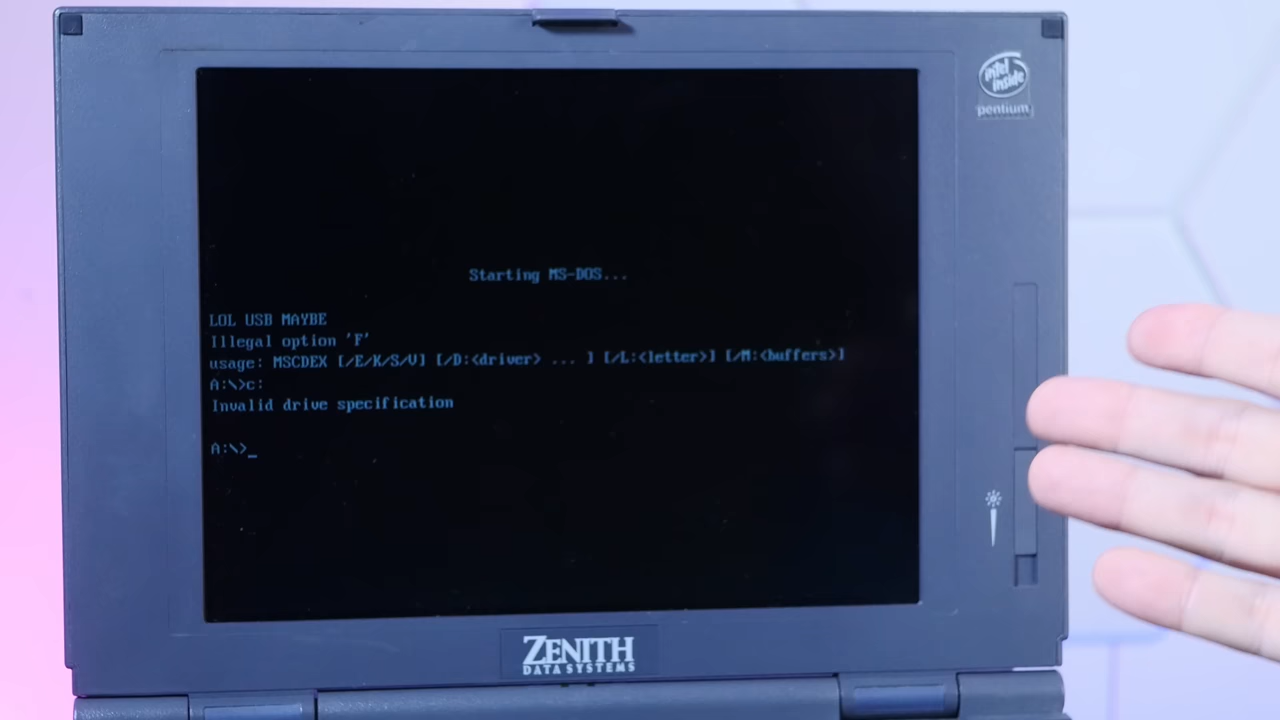 intel
inside
pentium
Starting MS-DOS...
LOL USB MAYBE
Illegal option 'F'
usage: MSCDEX [/E/K/S/V] [/D:<driver> ... ] [/L:<letter>] [/M:<buffers>]
A:\>c:
Invalid drive specification
A:\>_
ZENITH
DATA SYSTEMS